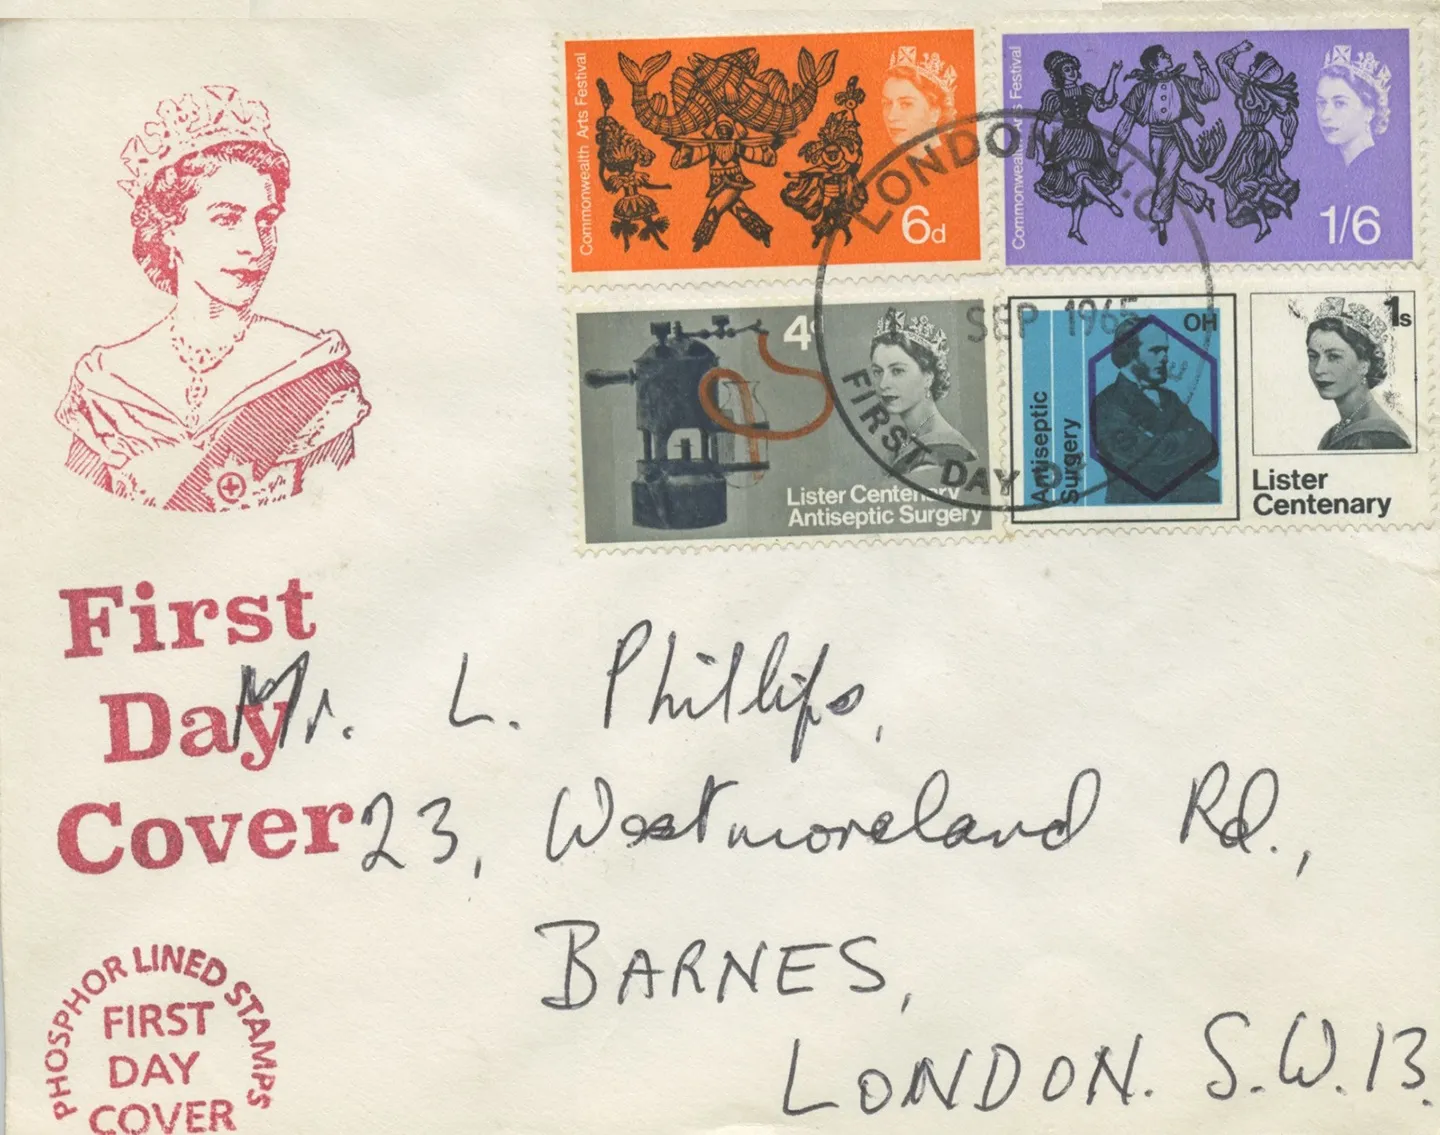 Commonwealth Arts Festival
6d
Commonwealth Arts Festival
1/6
4d
Lister Centenary
Antiseptic Surgery
Antiseptic
Surgery
1s
Lister
Centenary
LONDON W.C.
SEP 1965
FIRST DAY OF
First
Day
Cover
Mr. L. Phillips,
23, Westmoreland Rd.,
BARNES,
LONDON. S.W.13.
PHOSPHOR LINED STAMPS
FIRST
DAY
COVER